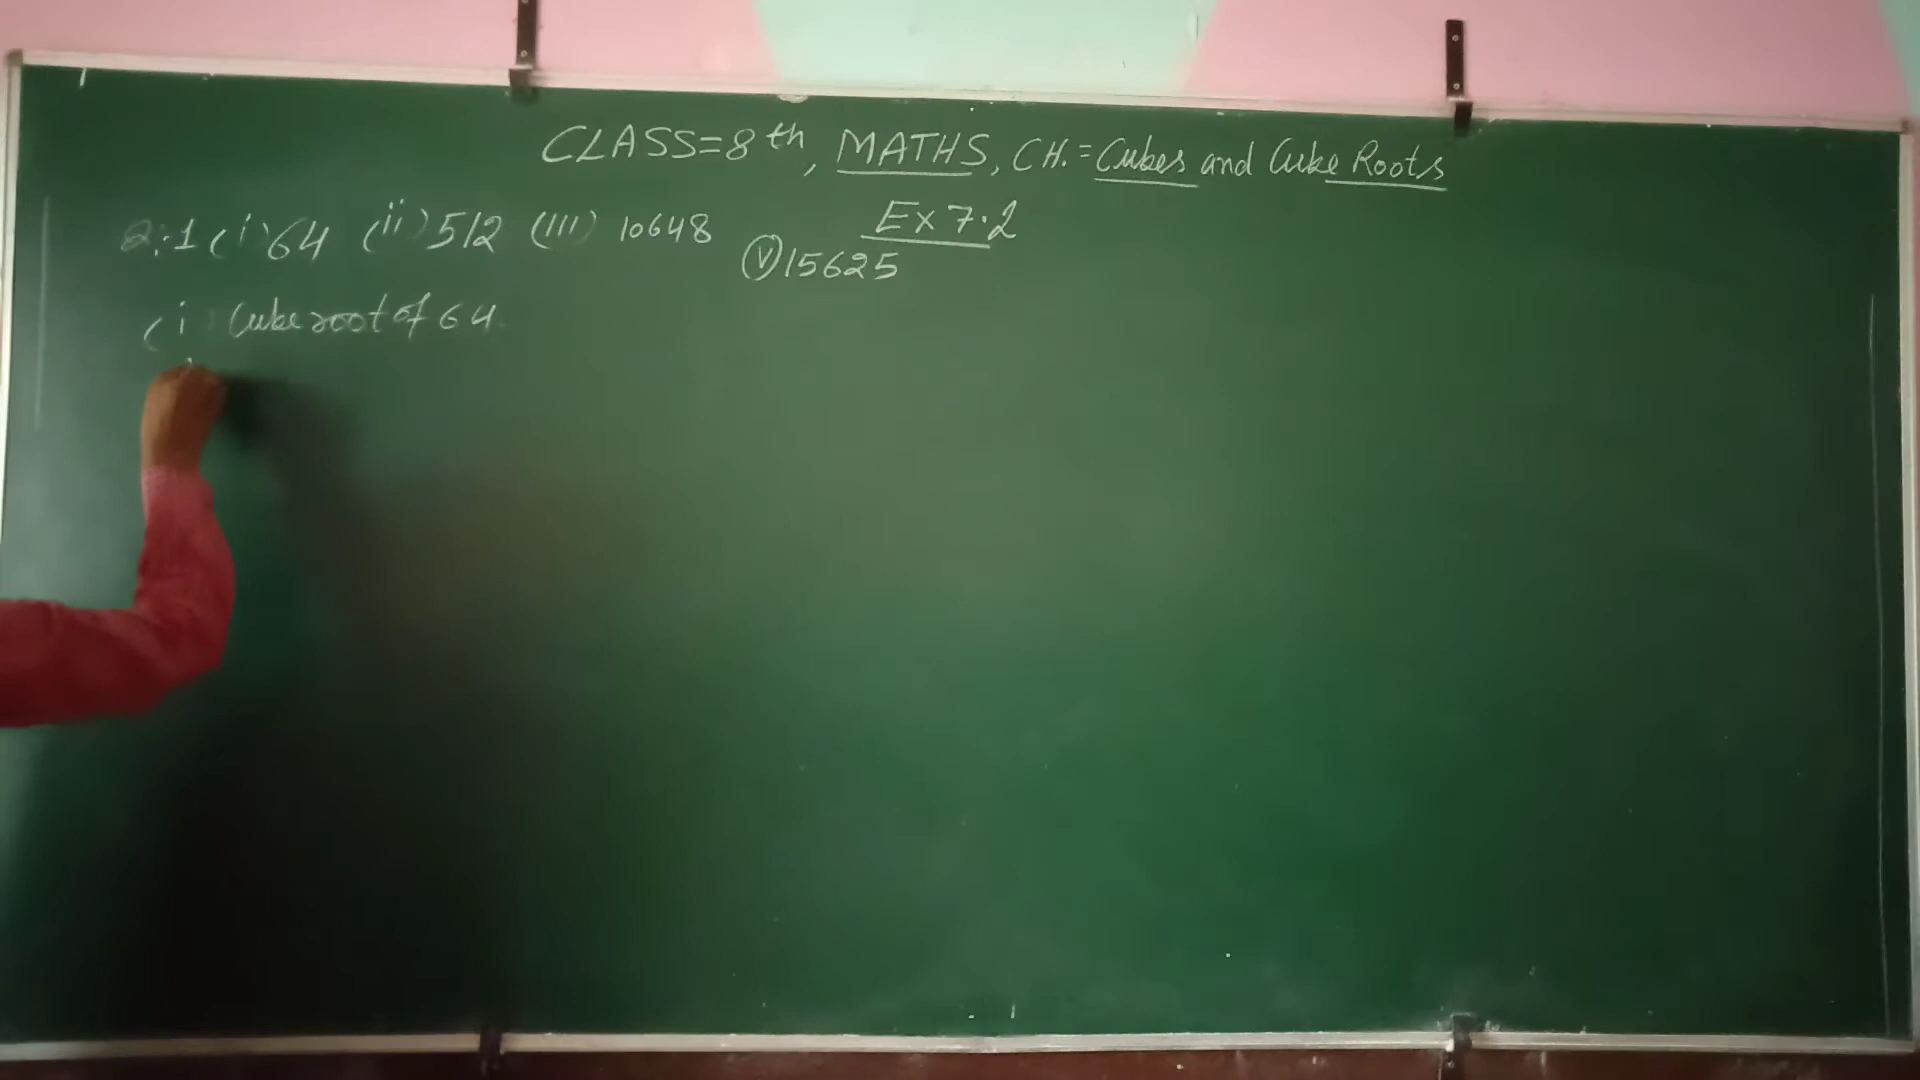 CLASS=8th, MATHS, CH.=Cubes and Cube Roots
Ex 7.2
Q.1 (i) 64 (ii) 512 (iii) 10648
(v) 15625
(i) Cube root of 64